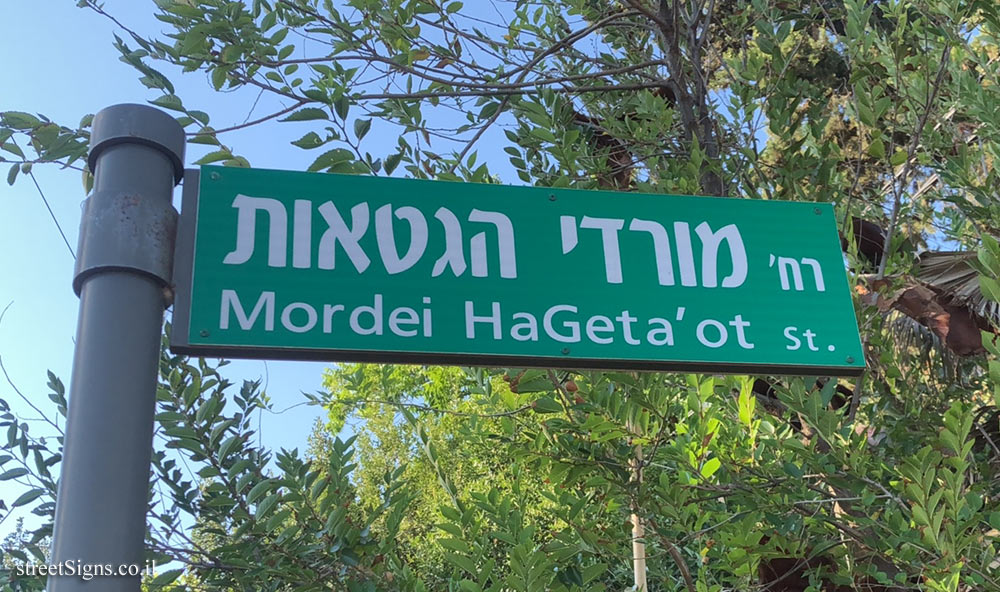 רח' מורדי הגטאות
Mordei HaGeta'ot St.
streetSigns.co.il